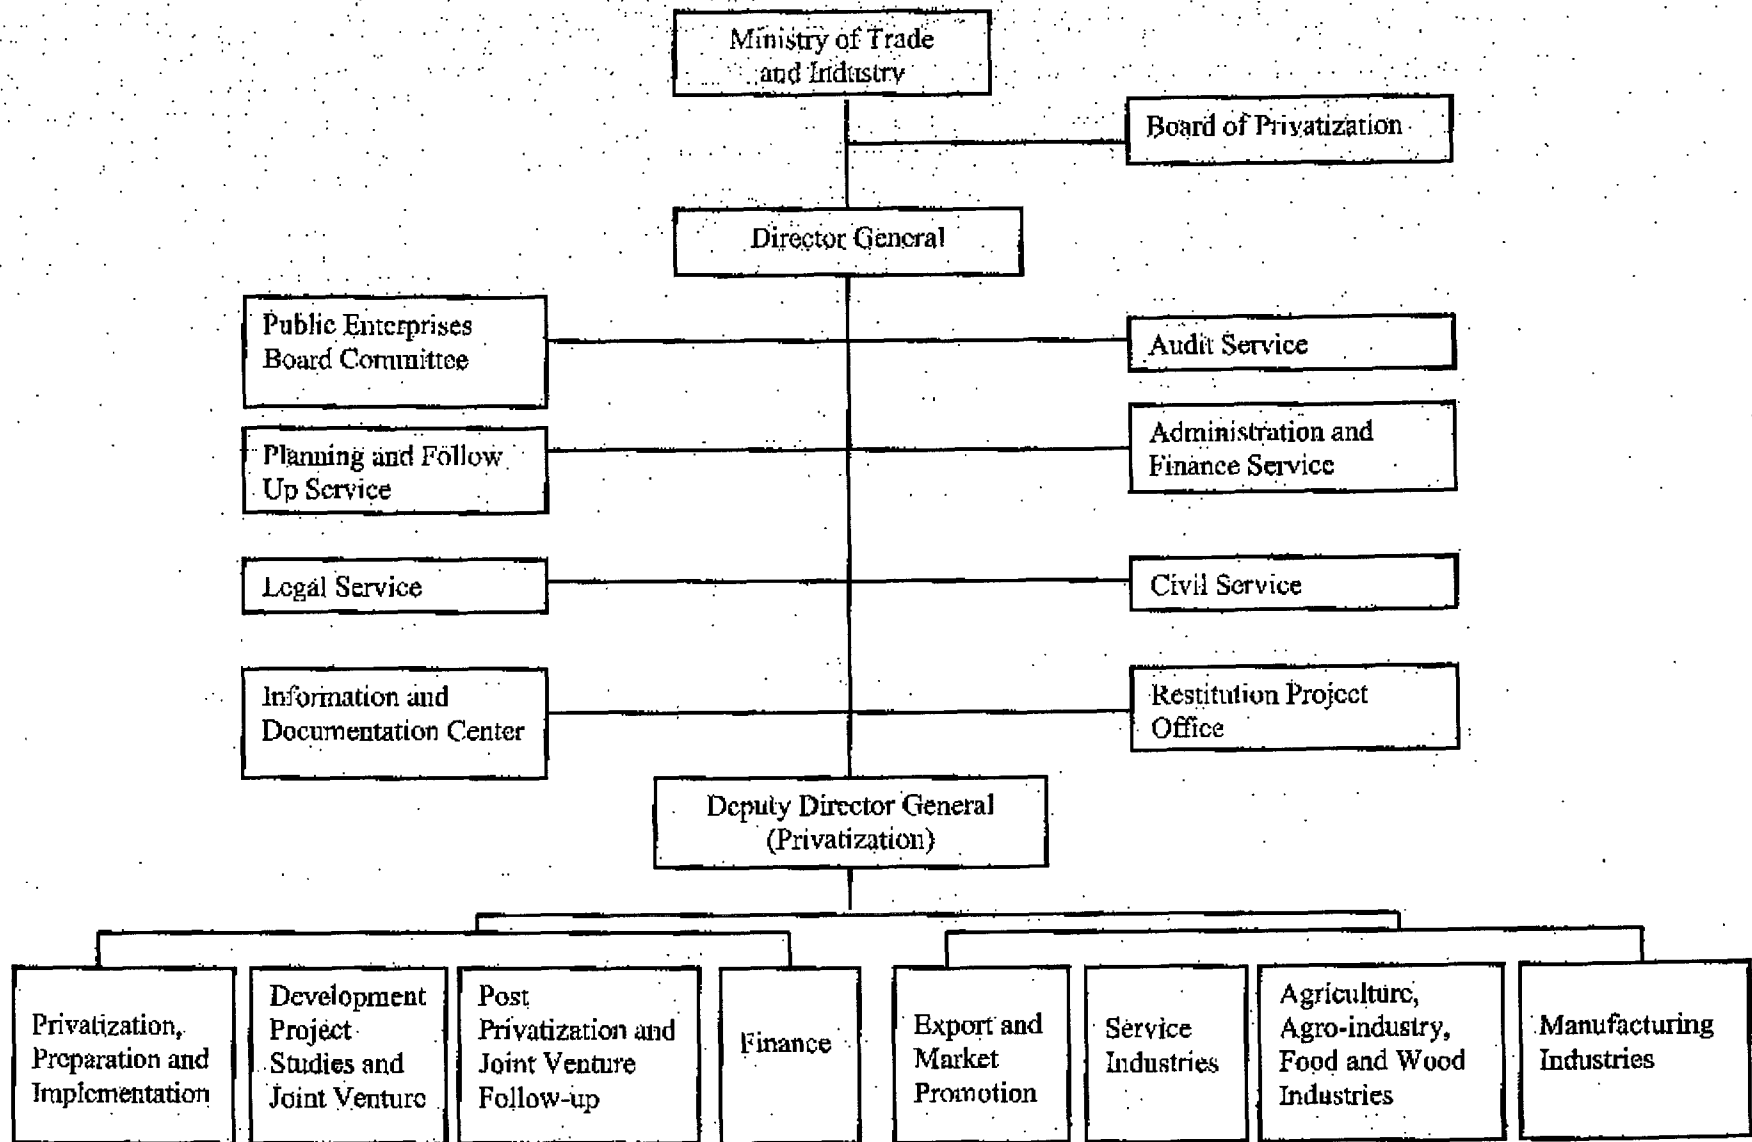 Ministry of Trade
and Industry
Board of Privatization
Director General
Public Enterprises
Board Committee
Audit Service
Planning and Follow
Up Service
Administration and
Finance Service
Legal Service
Civil Service
Information and
Documentation Center
Restitution Project
Office
Deputy Director General
(Privatization)
Privatization,
Preparation and
Implementation
Development
Project
Studies and
Joint Venture
Post
Privatization and
Joint Venture
Follow-up
Finance
Export and
Market
Promotion
Service
Industries
Agriculture,
Agro-industry,
Food and Wood
Industries
Manufacturing
Industries